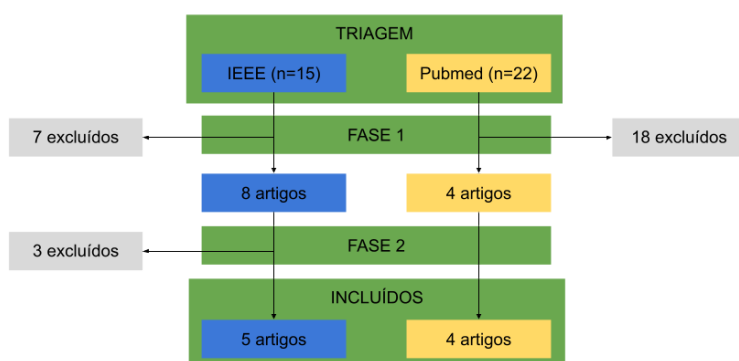 TRIAGEM
IEEE (n=15)
Pubmed (n=22)
7 excluídos
FASE 1
18 excluídos
8 artigos
4 artigos
3 excluídos
FASE 2
INCLUÍDOS
5 artigos
4 artigos